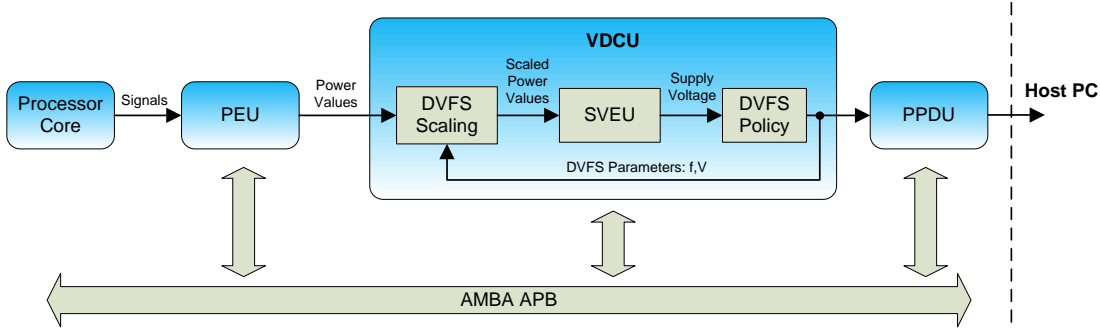 VDCU
Processor
Core
Signals
PEU
Power
Values
DVFS
Scaling
Scaled
Power
Values
SVEU
Supply
Voltage
DVFS
Policy
DVFS Parameters: f,V
PPDU
Host PC
AMBA APB